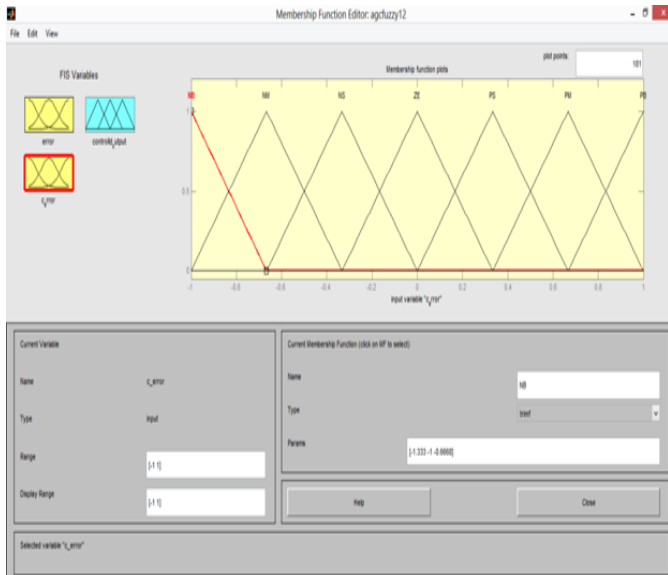 Membership Function Editor: agcfuzzy12
File Edit View
FIS Variables
plot points:
181
Membership function plots
NB NM NS ZE PS PM PB
error
controld_output
c_error
1
0.5
0
-1 -0.8 -0.6 -0.4 -0.2 0 0.2 0.4 0.6 0.8 1
input variable "c_error"
Current Variable
Current Membership Function (click on MF to select)
Name c_error
Name NB
Type input
Type trimf
Params [-1.333 -1 -0.6668]
Range [-1 1]
Display Range [-1 1]
Help Close
Selected variable "c_error"